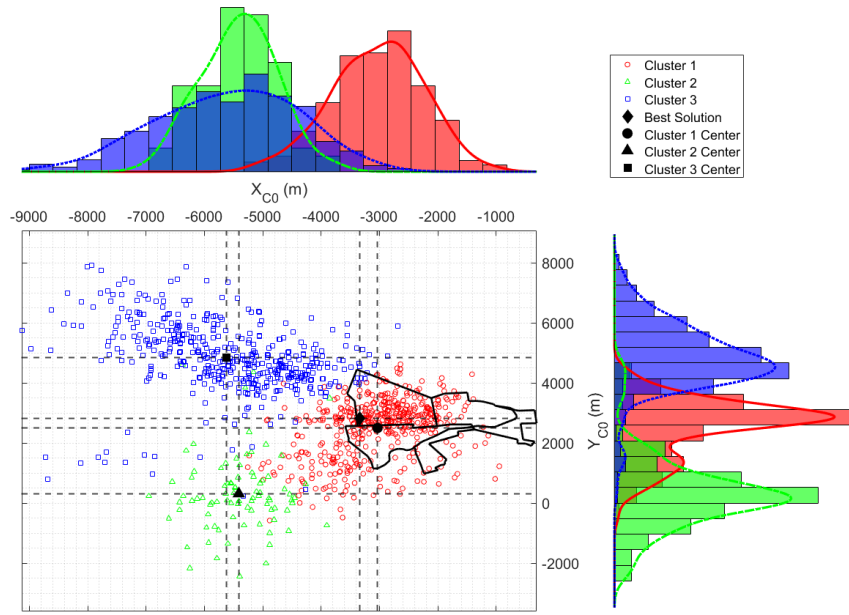 Cluster 1
Cluster 2
Cluster 3
Best Solution
Cluster 1 Center
Cluster 2 Center
Cluster 3 Center
X_C0 (m)
-9000 -8000 -7000 -6000 -5000 -4000 -3000 -2000 -1000
8000
6000
4000
2000
0
-2000
Y_C0 (m)